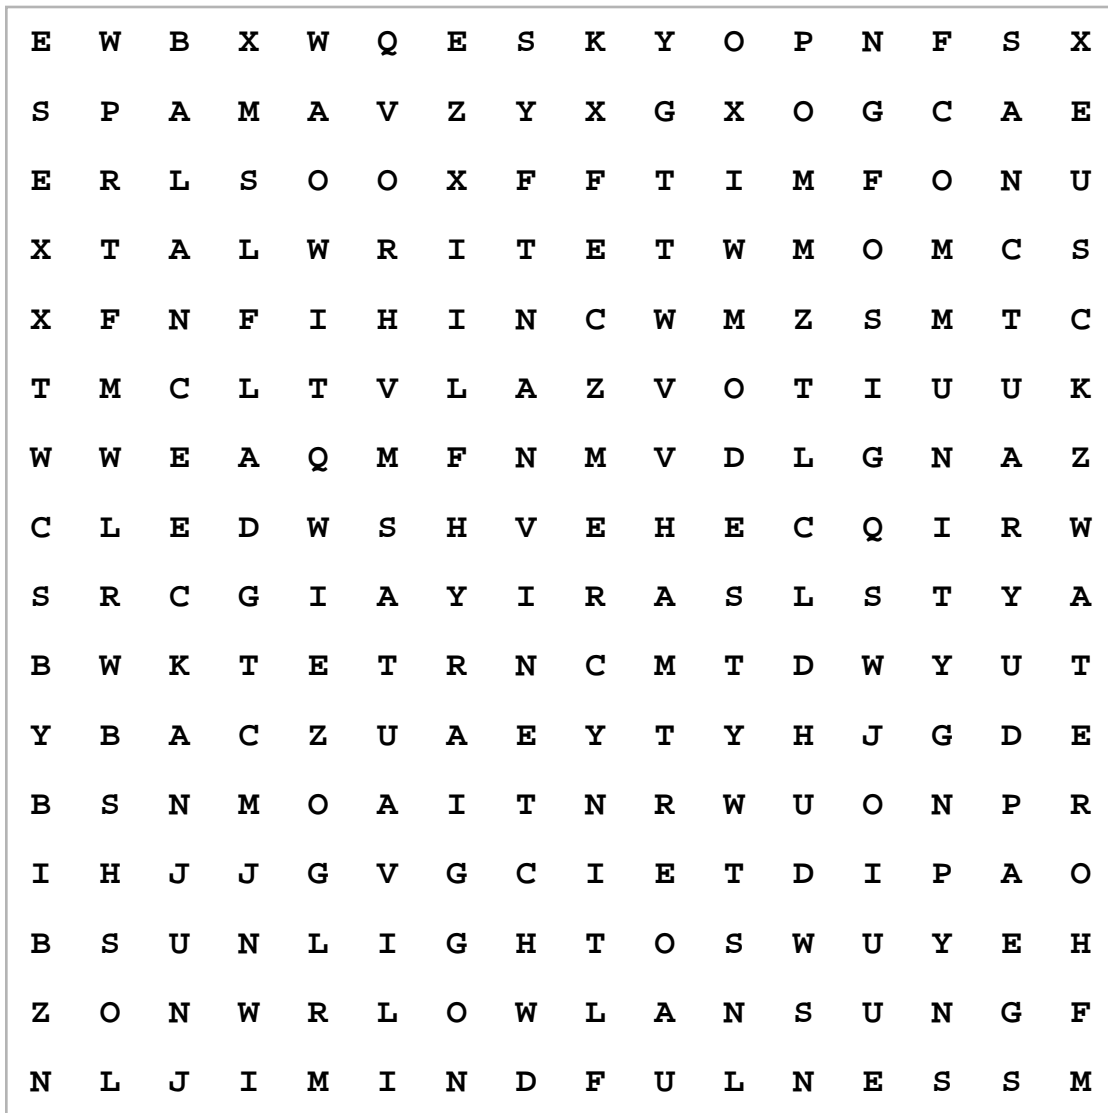 E W B X W Q E S K Y O P N F S X
S P A M A V Z Y X G X O G C A E
E R L S O O X F F T I M F O N U
X T A L W R I T E T W M O M C S
X F N F I H I N C W M Z S M T C
T M C L T V L A Z V O T I U U K
W W E A Q M F N M V D L G N A Z
C L E D W S H V E H E C Q I R W
S R C G I A Y I R A S L S T Y A
B W K T E T R N C M T D W Y U T
Y B A C Z U A E Y T Y H J G D E
B S N M O A I T N R W U O N P R
I H J J G V G C I E T D I P A O
B S U N L I G H T O S W U Y E H
Z O N W R L O W L A N S U N G F
N L J I M I N D F U L N E S S M